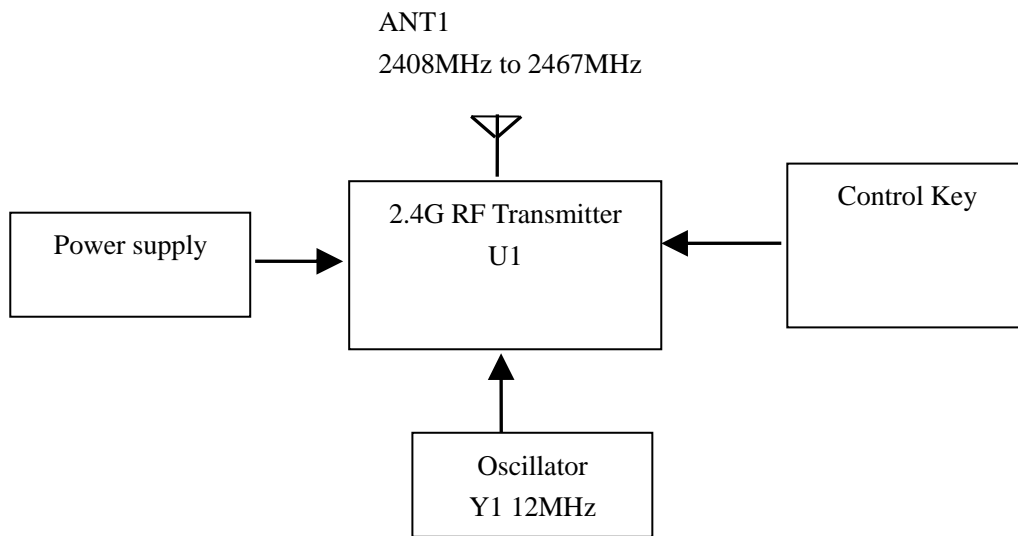 ANT1
2408MHz to 2467MHz
2.4G RF Transmitter
U1
Power supply
Control Key
Oscillator
Y1 12MHz